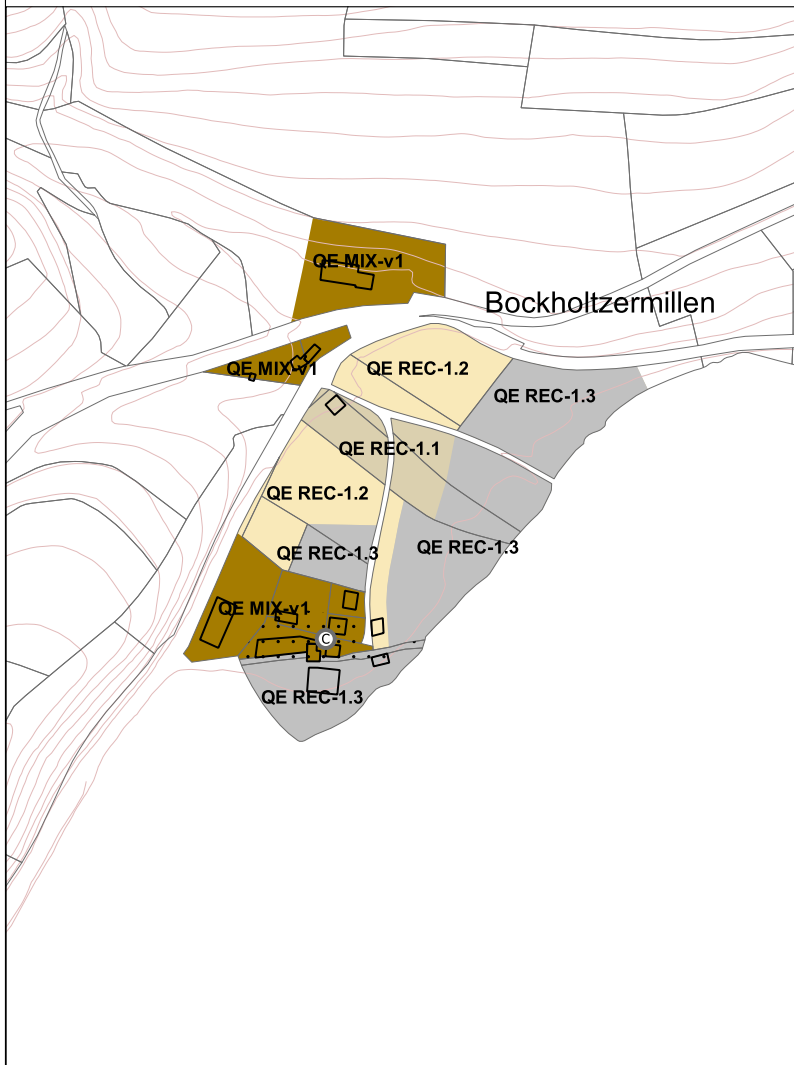 QE MIX-v1
Bockholtzermillen
QE MIX-v1
QE REC-1.2
QE REC-1.3
QE REC-1.1
QE REC-1.2
QE REC-1.3
QE REC-1.3
QE MIX-v1
C
QE REC-1.3